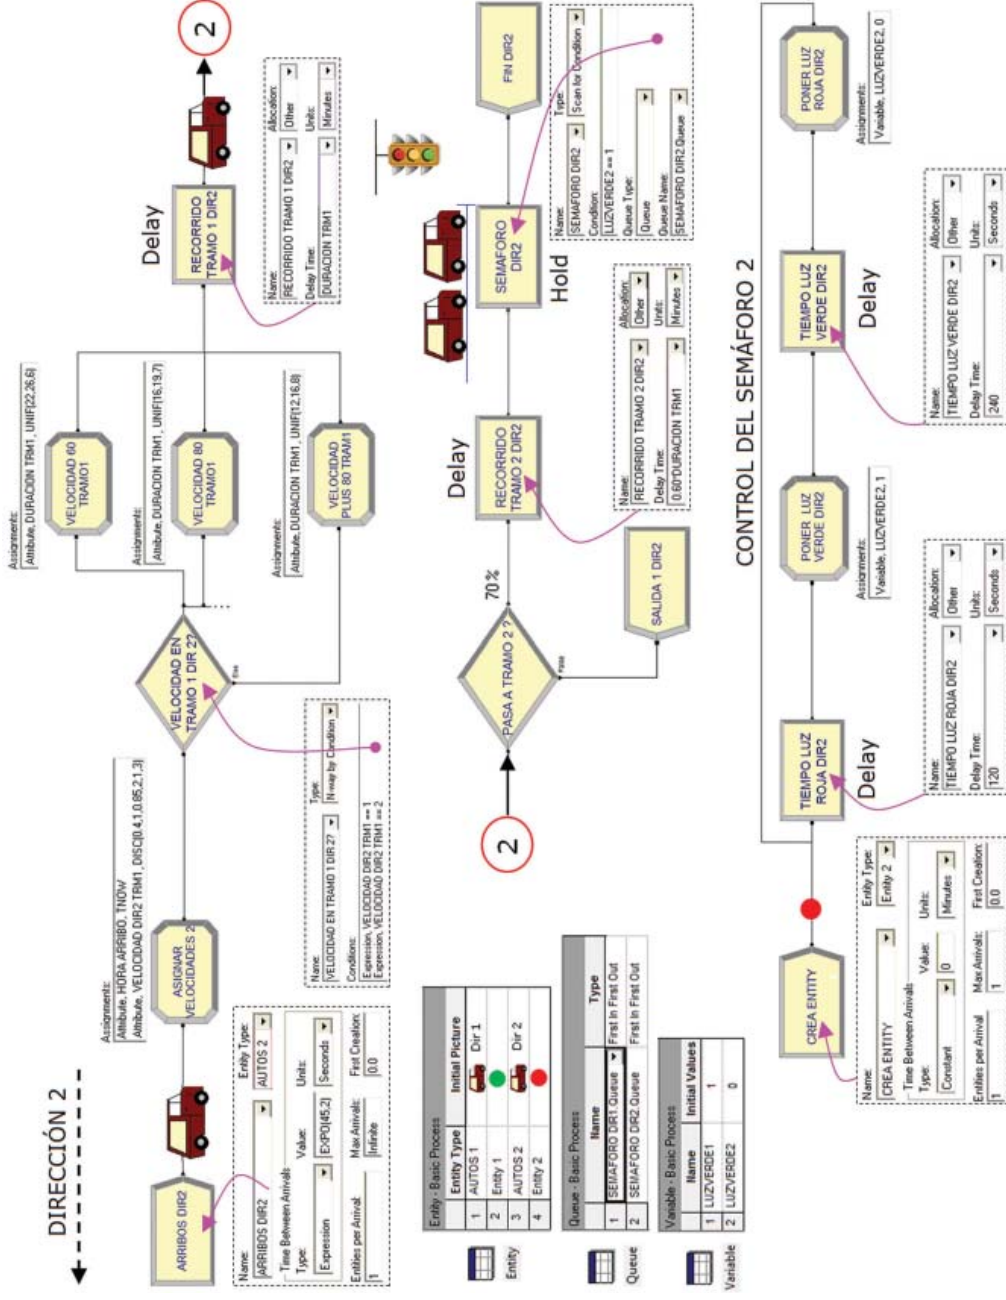 DIRECCIÓN 2
ARRIBOS DIR2
Name:
ARRIBOS DIR2
Entity Type:
AUTOS 2
Time Between Arrivals
Type:
Expression
Value:
EXPO(45,2)
Units:
Seconds
Entities per Arrival
1
Max Arrivals:
Infinite
First Creation:
0.0
Assignments:
Attribute, HORA ARRIBO, TNOW
Attribute, VELOCIDAD DIR2 TRM1, DISC(0.4,1,0.85,2,1,3)
ASIGNAR
VELOCIDADES 2
VELOCIDAD EN
TRAMO 1 DIR 2?
Else
Name:
VELOCIDAD EN TRAMO 1 DIR 2?
Type:
N-way by Condition
Conditions:
Expression, VELOCIDAD DIR2 TRM1 == 1
Expression, VELOCIDAD DIR2 TRM1 == 2
Assignments:
Attribute, DURACION TRM1, UNIF(22,26,6)
VELOCIDAD 60
TRAMO1
Assignments:
Attribute, DURACION TRM1, UNIF(16,19,7)
VELOCIDAD 80
TRAMO1
Assignments:
Attribute, DURACION TRM1, UNIF(12,16,8)
VELOCIDAD
PLUS 80 TRAM1
Delay
RECORRIDO
TRAMO 1 DIR2
2
Name:
RECORRIDO TRAMO 1 DIR2
Allocation:
Other
Delay Time:
DURACION TRM1
Units:
Minutes
Entity - Basic Process
Entity Type Initial Picture
1 AUTOS 1 Dir 1
2 Entity 1
3 AUTOS 2 Dir 2
4 Entity 2
Entity
Queue - Basic Process
Name Type
1 SEMAFORO DR1.Queue First In First Out
2 SEMAFORO DIR2.Queue First In First Out
Queue
Variable - Basic Process
Name Initial Values
1 LUZVERDE1 1
2 LUZVERDE2 0
Variable
2
PASA A TRAMO 2 ?
70%
False
SALIDA 1 DIR2
Delay
RECORRIDO
TRAMO 2 DIR2
Name:
RECORRIDO TRAMO 2 DIR2
Allocation:
Other
Delay Time:
0.60*DURACION TRM1
Units:
Minutes
SEMAFORO
DIR2
Hold
FIN DIR2
Name:
SEMAFORO DIR2
Type:
Scan for Condition
Condition:
LUZVERDE2 == 1
Queue Type:
Queue
Queue Name:
SEMAFORO DIR2.Queue
CONTROL DEL SEMÁFORO 2
CREA ENTITY
Name:
CREA ENTITY
Entity Type:
Entity 2
Time Between Arrivals
Type:
Constant
Value:
0
Units:
Minutes
Entities per Arrival
1
Max Arrivals:
1
First Creation:
0.0
TIEMPO LUZ
ROJA DIR2
Delay
Name:
TIEMPO LUZ ROJA DIR2
Allocation:
Other
Delay Time:
120
Units:
Seconds
PONER LUZ
VERDE DIR2
Assignments:
Variable, LUZVERDE2, 1
TIEMPO LUZ
VERDE DIR2
Delay
Name:
TIEMPO LUZ VERDE DIR2
Allocation:
Other
Delay Time:
240
Units:
Seconds
PONER LUZ
ROJA DIR2
Assignments:
Variable, LUZVERDE2, 0